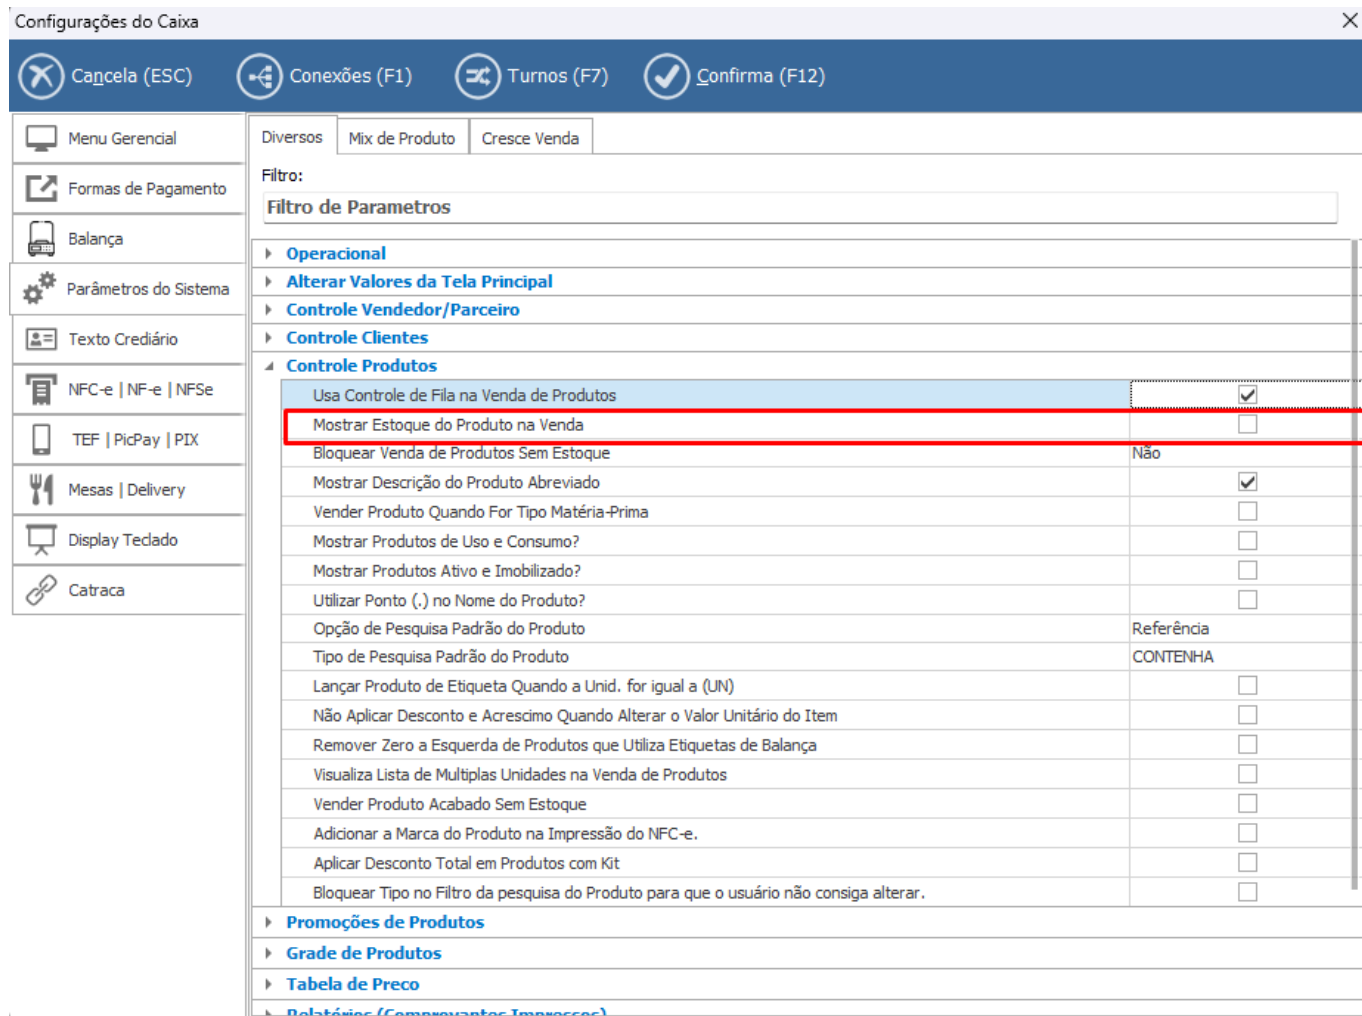 Configurações do Caixa
Cancela (ESC)
Conexões (F1)
Turnos (F7)
Confirma (F12)
Menu Gerencial
Formas de Pagamento
Balança
Parâmetros do Sistema
Texto Crediário
NFC-e | NF-e | NFSe
TEF | PicPay | PIX
Mesas | Delivery
Display Teclado
Catraca
Diversos
Mix de Produto
Cresce Venda
Filtro:
Filtro de Parametros
Operacional
Alterar Valores da Tela Principal
Controle Vendedor/Parceiro
Controle Clientes
Controle Produtos
Usa Controle de Fila na Venda de Produtos
Mostrar Estoque do Produto na Venda
Bloquear Venda de Produtos Sem Estoque Não
Mostrar Descrição do Produto Abreviado
Vender Produto Quando For Tipo Matéria-Prima
Mostrar Produtos de Uso e Consumo?
Mostrar Produtos Ativo e Imobilizado?
Utilizar Ponto (.) no Nome do Produto?
Opção de Pesquisa Padrão do Produto Referência
Tipo de Pesquisa Padrão do Produto CONTENHA
Lançar Produto de Etiqueta Quando a Unid. for igual a (UN)
Não Aplicar Desconto e Acrescimo Quando Alterar o Valor Unitário do Item
Remover Zero a Esquerda de Produtos que Utiliza Etiquetas de Balança
Visualiza Lista de Multiplas Unidades na Venda de Produtos
Vender Produto Acabado Sem Estoque
Adicionar a Marca do Produto na Impressão do NFC-e.
Aplicar Desconto Total em Produtos com Kit
Bloquear Tipo no Filtro da pesquisa do Produto para que o usuário não consiga alterar.
Promoções de Produtos
Grade de Produtos
Tabela de Preco
Relatórios (Comprovantes Impressos)